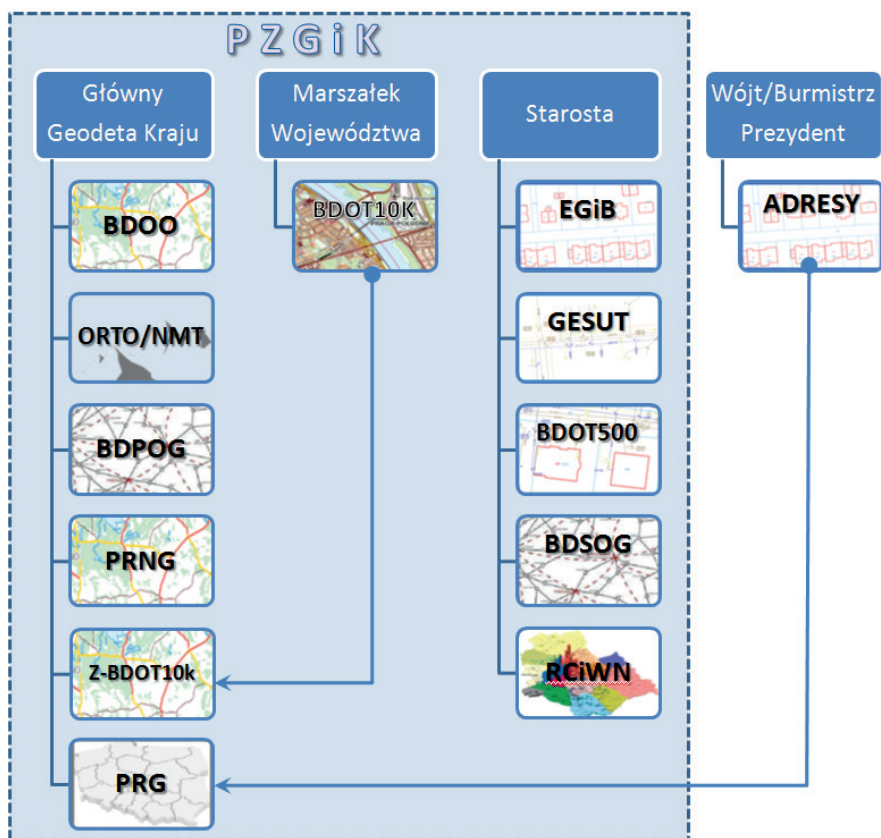 PZGiK
Główny
Geodeta Kraju
BDOO
ORTO/NMT
BDPOG
PRNG
Z-BDOT10k
PRG
Marszałek
Województwa
BDOT10K
Starosta
EGiB
GESUT
BDOT500
BDSOG
RCiWN
Wójt/Burmistrz
Prezydent
ADRESY